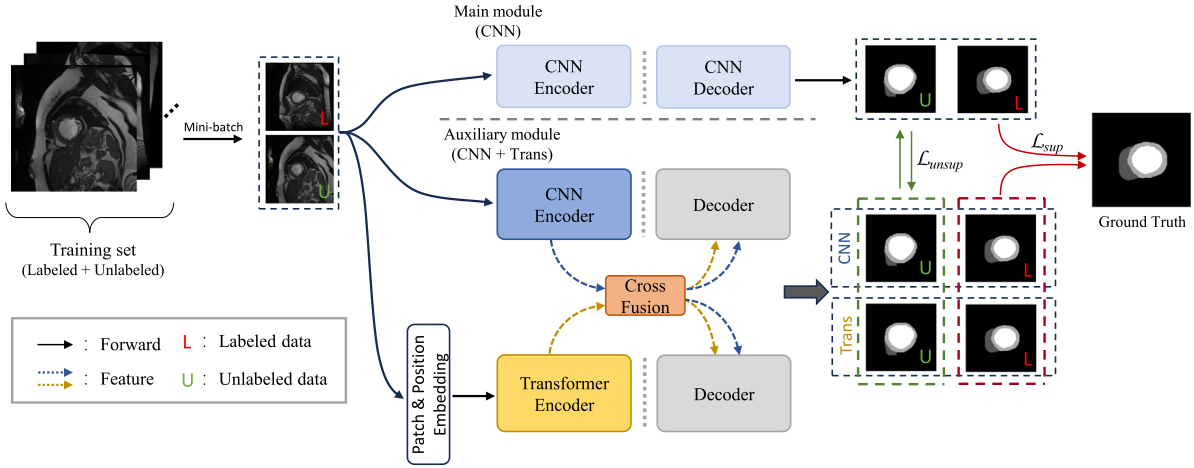 Main module
(CNN)
CNN
Encoder
CNN
Decoder
U
L
Mini-batch
L
U
Auxiliary module
(CNN + Trans)
ℒunsup
ℒsup
Ground Truth
Training set
(Labeled + Unlabeled)
CNN
Encoder
Decoder
CNN
U
L
Cross
Fusion
Trans
U
L
Patch & Position
Embedding
Transformer
Encoder
Decoder
: Forward
L : Labeled data
: Feature
U : Unlabeled data